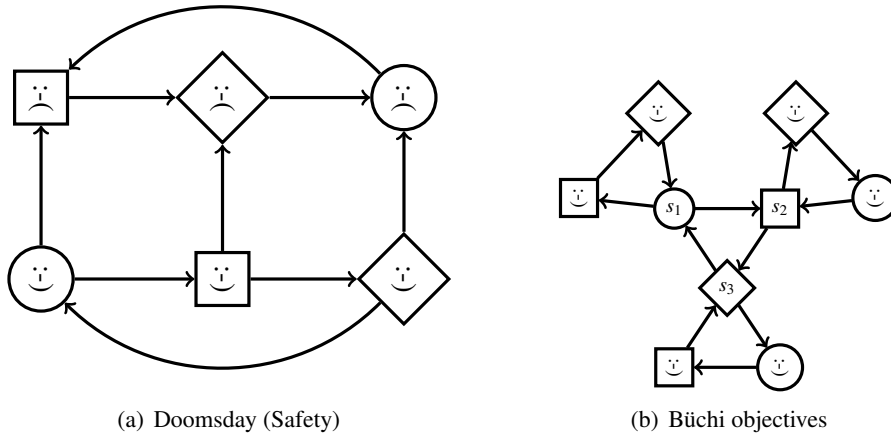 s₁ s₂
s₃
(a) Doomsday (Safety) (b) Büchi objectives